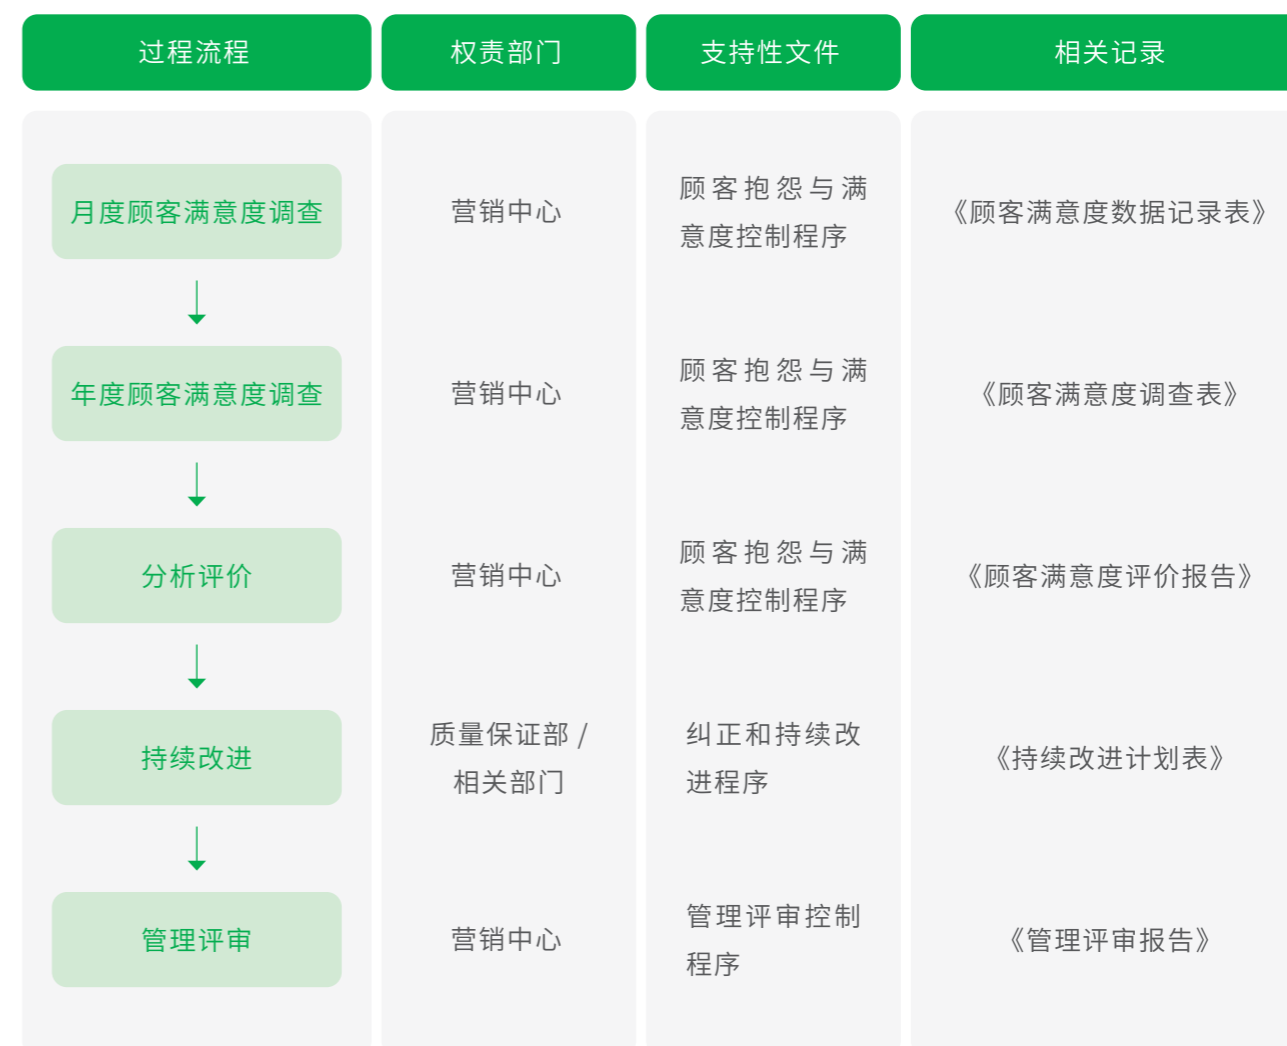 过程流程
权责部门
支持性文件
相关记录
月度顾客满意度调查
营销中心
顾客抱怨与满
意度控制程序
《顾客满意度数据记录表》
年度顾客满意度调查
营销中心
顾客抱怨与满
意度控制程序
《顾客满意度调查表》
分析评价
营销中心
顾客抱怨与满
意度控制程序
《顾客满意度评价报告》
持续改进
质量保证部 /
相关部门
纠正和持续改
进程序
《持续改进计划表》
管理评审
营销中心
管理评审控制
程序
《管理评审报告》